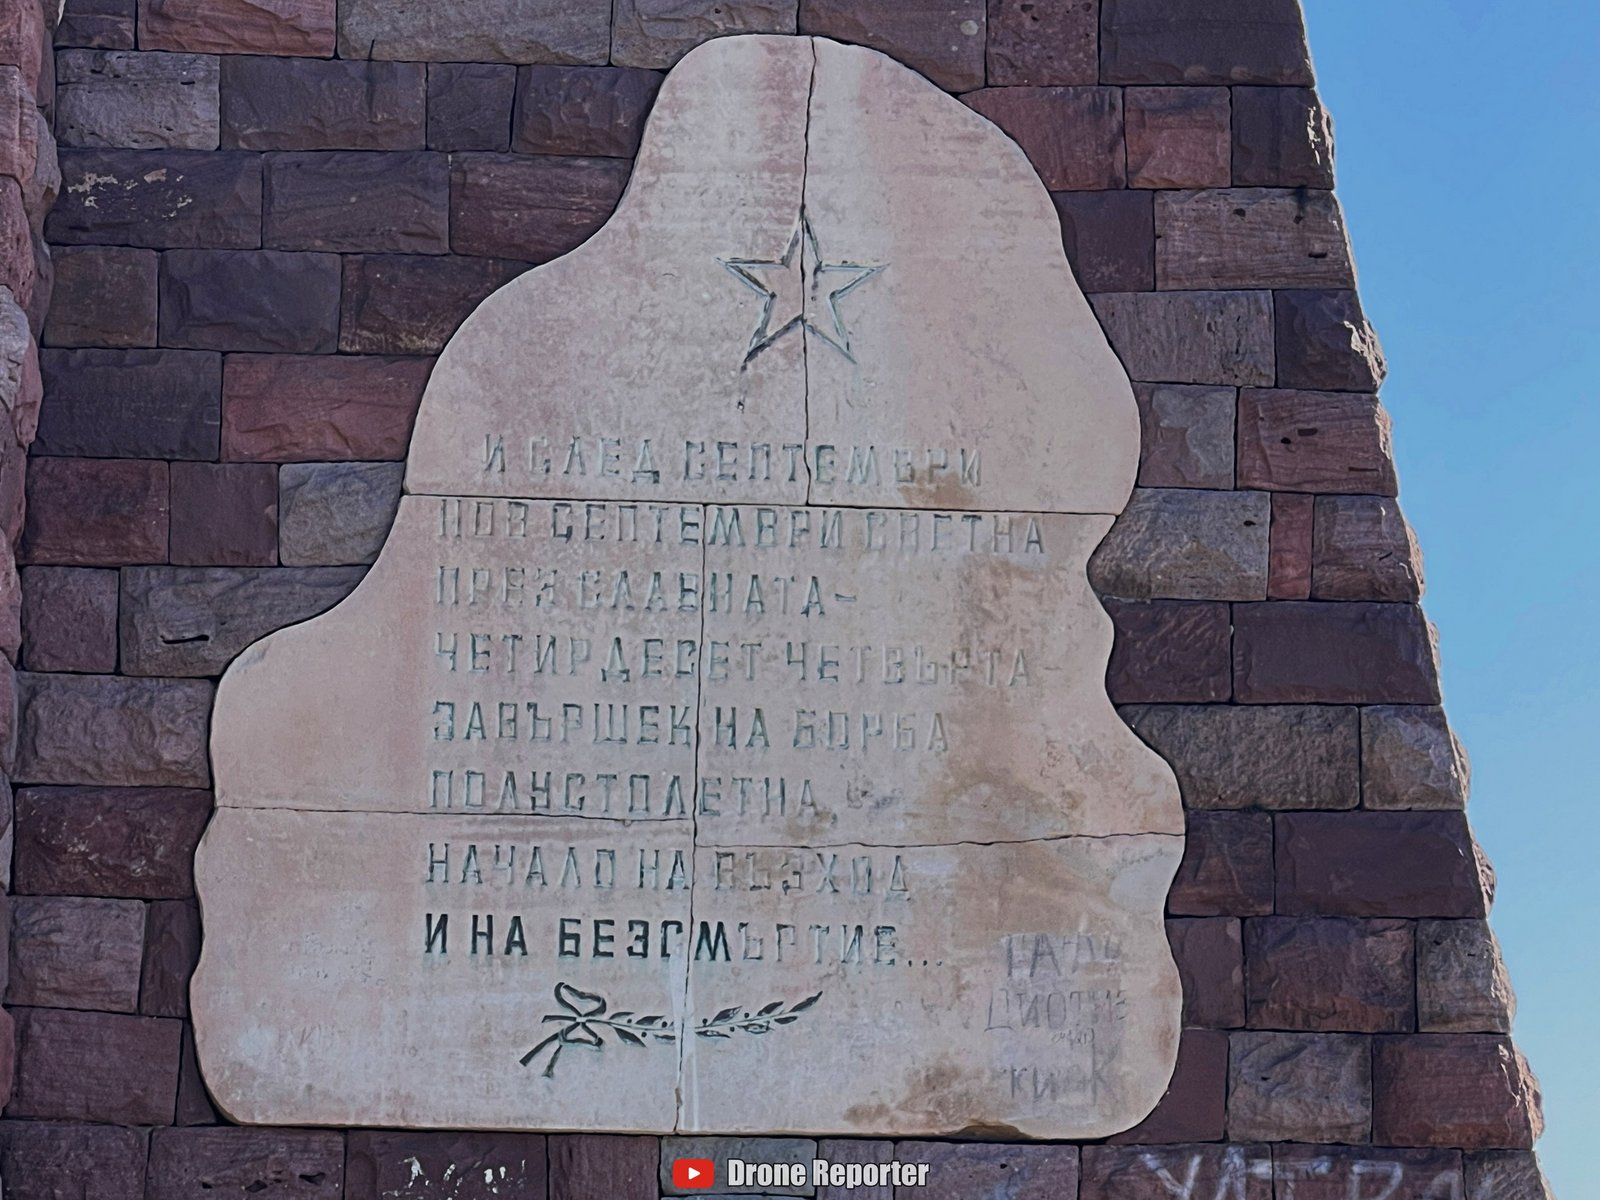 И СЛЕД СЕПТЕМВРИ
НОВ СЕПТЕМВРИ СВЕТНА
ПРЕЗ СЛАВНАТА-
ЧЕТИРДЕСЕТ ЧЕТВЪРТА-
ЗАВЪРШЕК НА БОРБА
ПОЛУСТОЛЕТНА,
НАЧАЛО НА ВЪЗХОД
И НА БЕЗСМЪРТИЕ...
Drone Reporter